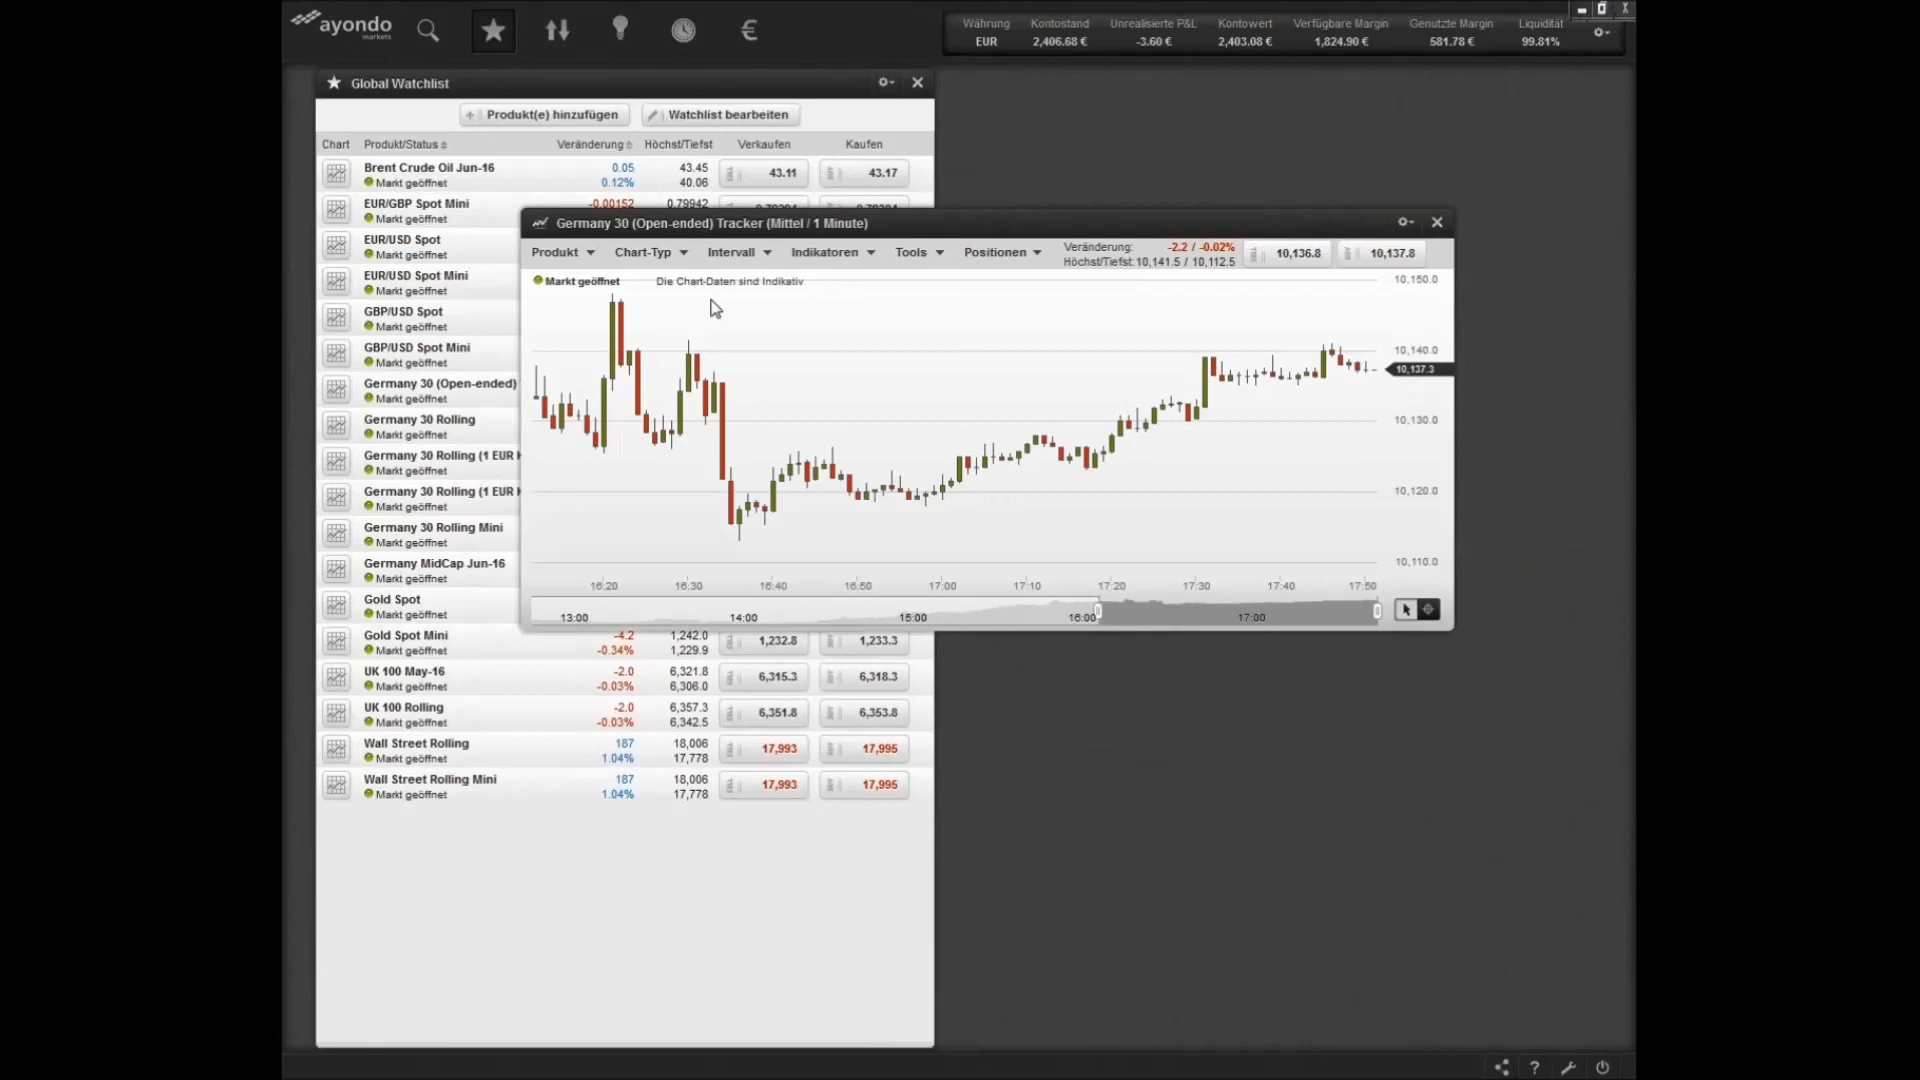 ayondo
markets
€
Währung Kontostand Unrealisierte P&L Kontowert Verfügbare Margin Genutzte Margin Liquidität
EUR 2,406.68 € -3.60 € 2,403.08 € 1,824.90 € 581.78 € 99.81%
Global Watchlist
Produkt(e) hinzufügen Watchlist bearbeiten
Chart Produkt/Status Veränderung Höchst/Tiefst Verkaufen Kaufen
Brent Crude Oil Jun-16 0.05 43.45 43.11 43.17
Markt geöffnet 0.12% 40.06
EUR/GBP Spot Mini -0.00152 0.79942
Markt geöffnet
EUR/USD Spot
Markt geöffnet
EUR/USD Spot Mini
Markt geöffnet
GBP/USD Spot
Markt geöffnet
GBP/USD Spot Mini
Markt geöffnet
Germany 30 (Open-ended)
Markt geöffnet
Germany 30 Rolling
Markt geöffnet
Germany 30 Rolling (1 EUR
Markt geöffnet
Germany 30 Rolling (1 EUR
Markt geöffnet
Germany 30 Rolling Mini
Markt geöffnet
Germany MidCap Jun-16
Markt geöffnet
Gold Spot
Markt geöffnet
Gold Spot Mini -4.2 1,242.0 1,232.8 1,233.3
Markt geöffnet -0.34% 1,229.9
UK 100 May-16 -2.0 6,321.8 6,315.3 6,318.3
Markt geöffnet -0.03% 6,306.0
UK 100 Rolling -2.0 6,357.3 6,351.8 6,353.8
Markt geöffnet -0.03% 6,342.5
Wall Street Rolling 187 18,006 17,993 17,995
Markt geöffnet 1.04% 17,778
Wall Street Rolling Mini 187 18,006 17,993 17,995
Markt geöffnet 1.04% 17,778
Germany 30 (Open-ended) Tracker (Mittel / 1 Minute)
Produkt Chart-Typ Intervall Indikatoren Tools Positionen
Veränderung: -2.2 / -0.02%
Höchst/Tiefst: 10,141.5 / 10,112.5
10,136.8 10,137.8
Markt geöffnet Die Chart-Daten sind Indikativ
10,150.0
10,140.0
10,137.3
10,130.0
10,120.0
10,110.0
16:20 16:30 16:40 16:50 17:00 17:10 17:20 17:30 17:40 17:50
13:00 14:00 15:00 16:00 17:00
?